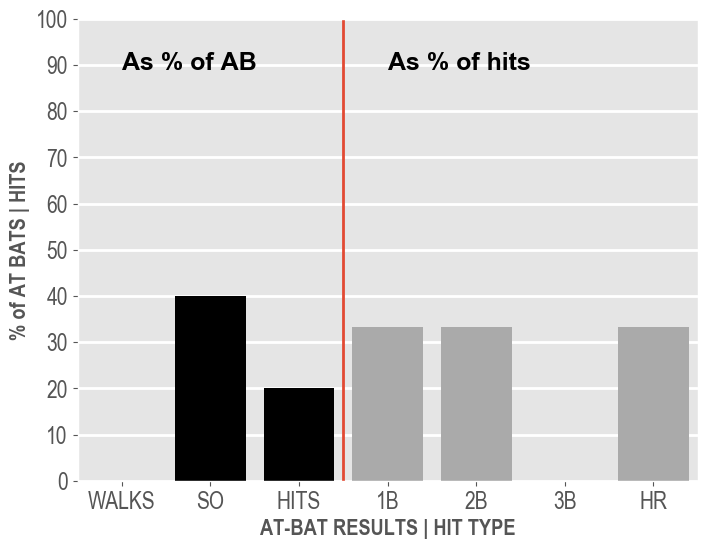 As % of AB
As % of hits
100
90
80
70
60
50
40
30
20
10
0
% of AT BATS | HITS
WALKS SO HITS 1B 2B 3B HR
AT-BAT RESULTS | HIT TYPE